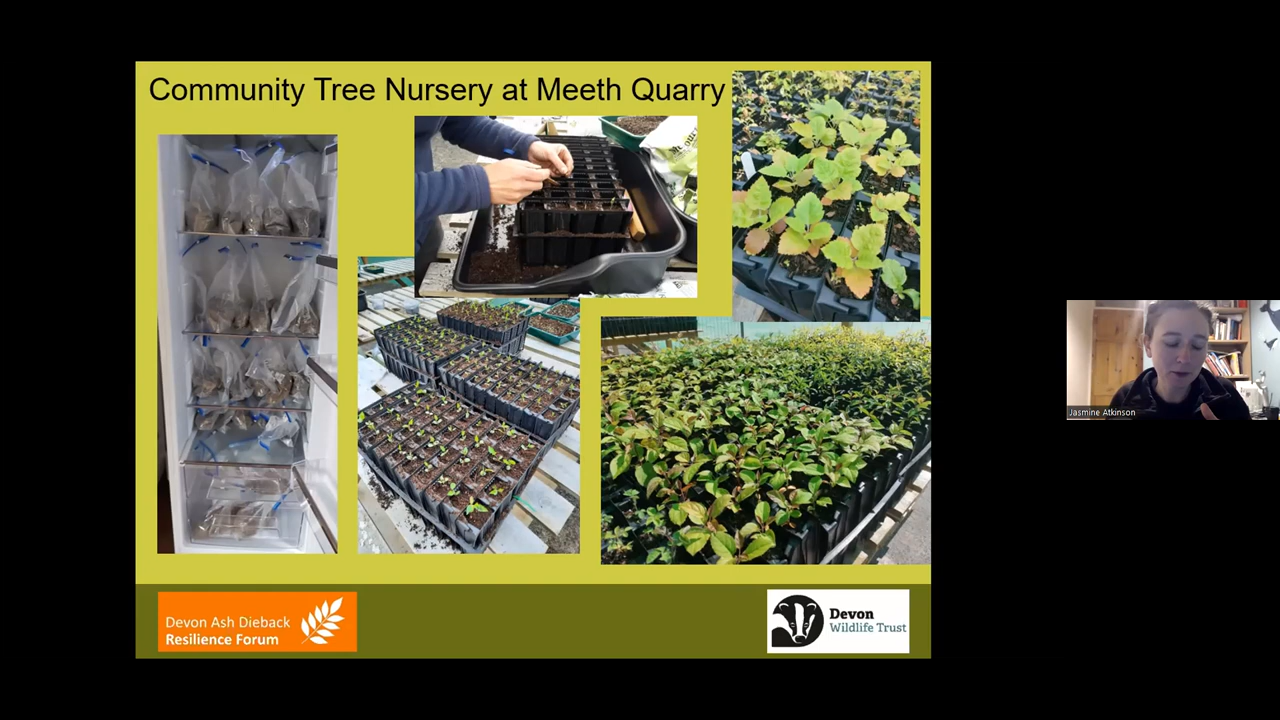 Community Tree Nursery at Meeth Quarry
Jasmine Atkinson
Devon Ash Dieback
Resilience Forum
Devon
Wildlife Trust